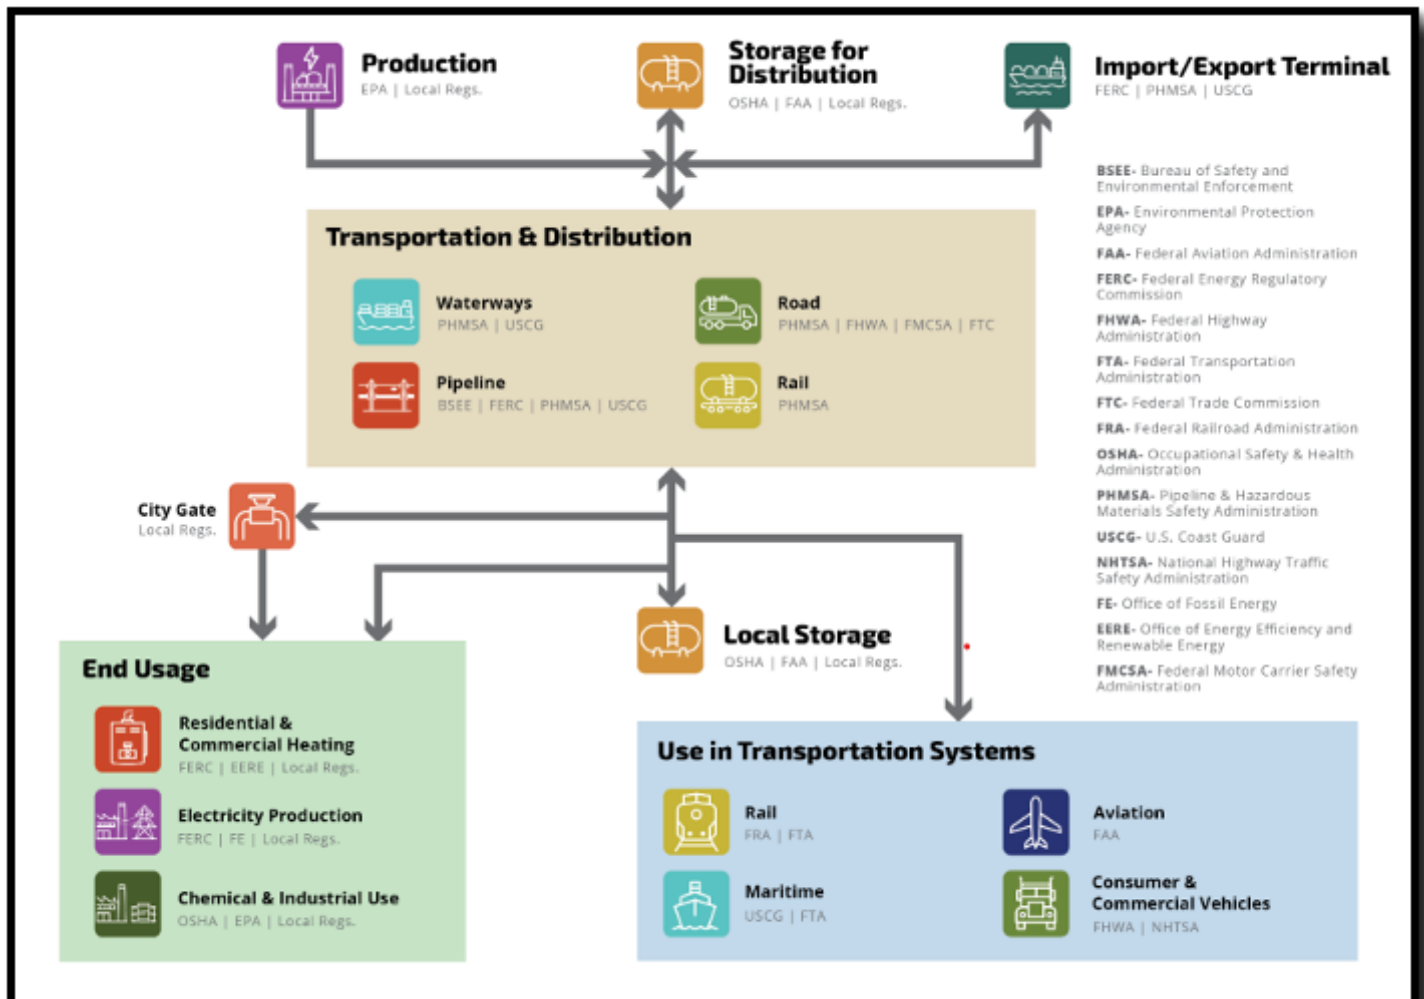 Production
EPA | Local Regs.
Storage for
Distribution
OSHA | FAA | Local Regs.
Import/Export Terminal
FERC | PHMSA | USCG
BSEE- Bureau of Safety and
Environmental Enforcement
EPA- Environmental Protection
Agency
FAA- Federal Aviation Administration
FERC- Federal Energy Regulatory
Commission
FHWA- Federal Highway
Administration
FTA- Federal Transportation
Administration
FTC- Federal Trade Commission
FRA- Federal Railroad Administration
OSHA- Occupational Safety & Health
Administration
PHMSA- Pipeline & Hazardous
Materials Safety Administration
USCG- U.S. Coast Guard
NHTSA- National Highway Traffic
Safety Administration
FE- Office of Fossil Energy
EERE- Office of Energy Efficiency and
Renewable Energy
FMCSA- Federal Motor Carrier Safety
Administration
Transportation & Distribution
Waterways
PHMSA | USCG
Road
PHMSA | FHWA | FMCSA | FTC
Pipeline
BSEE | FERC | PHMSA | USCG
Rail
PHMSA
City Gate
Local Regs.
Local Storage
OSHA | FAA | Local Regs.
End Usage
Residential &
Commercial Heating
FERC | EERE | Local Regs.
Electricity Production
FERC | FE | Local Regs.
Chemical & Industrial Use
OSHA | EPA | Local Regs.
Use in Transportation Systems
Rail
FRA | FTA
Aviation
FAA
Maritime
USCG | FTA
Consumer &
Commercial Vehicles
FHWA | NHTSA